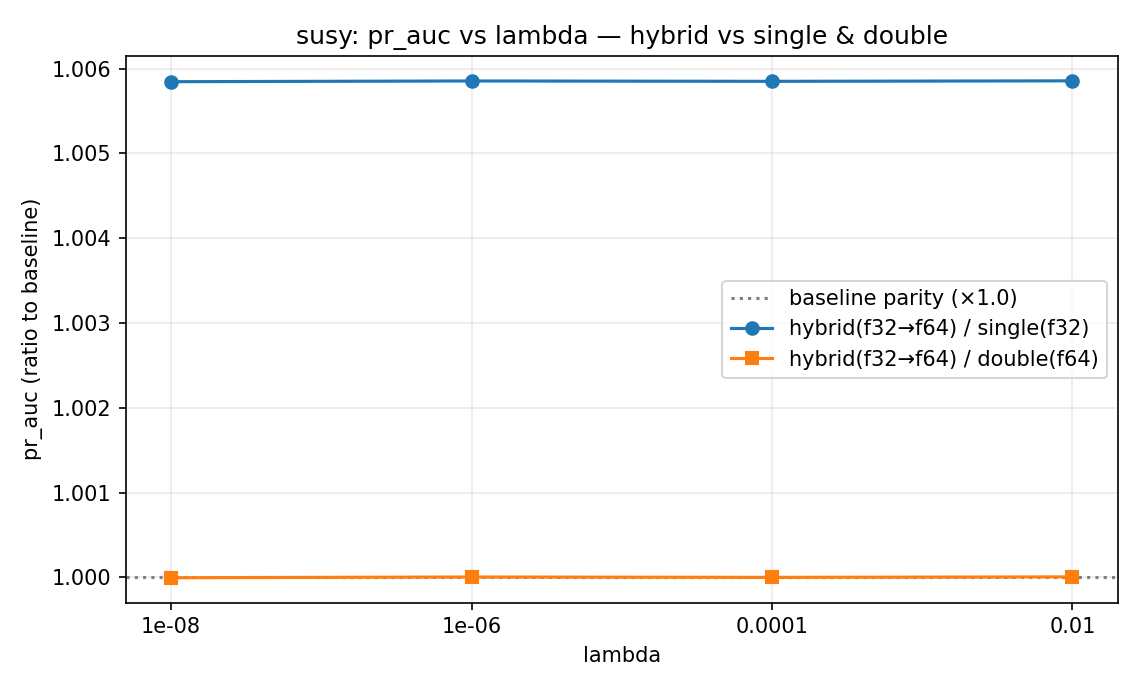 susy: pr_auc vs lambda — hybrid vs single & double
pr_auc (ratio to baseline)
1.006
1.005
1.004
1.003
1.002
1.001
1.000
baseline parity (×1.0)
hybrid(f32→f64) / single(f32)
hybrid(f32→f64) / double(f64)
1e-08
1e-06
0.0001
0.01
lambda